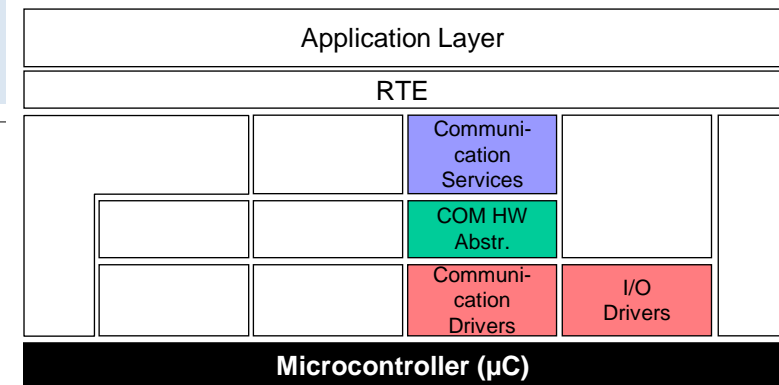 Application Layer
RTE
Communi-
cation
Services
COM HW
Abstr.
Communi-
cation
Drivers
I/O
Drivers
Microcontroller (µC)